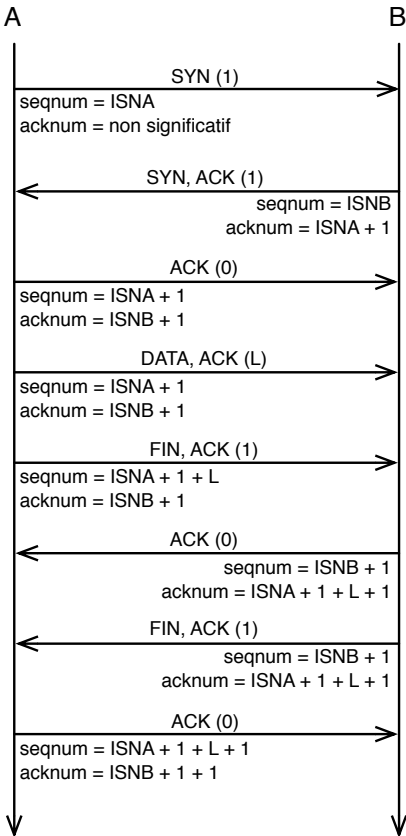 A B
SYN (1)
seqnum = ISNA
acknum = non significatif
SYN, ACK (1)
seqnum = ISNB
acknum = ISNA + 1
ACK (0)
seqnum = ISNA + 1
acknum = ISNB + 1
DATA, ACK (L)
seqnum = ISNA + 1
acknum = ISNB + 1
FIN, ACK (1)
seqnum = ISNA + 1 + L
acknum = ISNB + 1
ACK (0)
seqnum = ISNB + 1
acknum = ISNA + 1 + L + 1
FIN, ACK (1)
seqnum = ISNB + 1
acknum = ISNA + 1 + L + 1
ACK (0)
seqnum = ISNA + 1 + L + 1
acknum = ISNB + 1 + 1